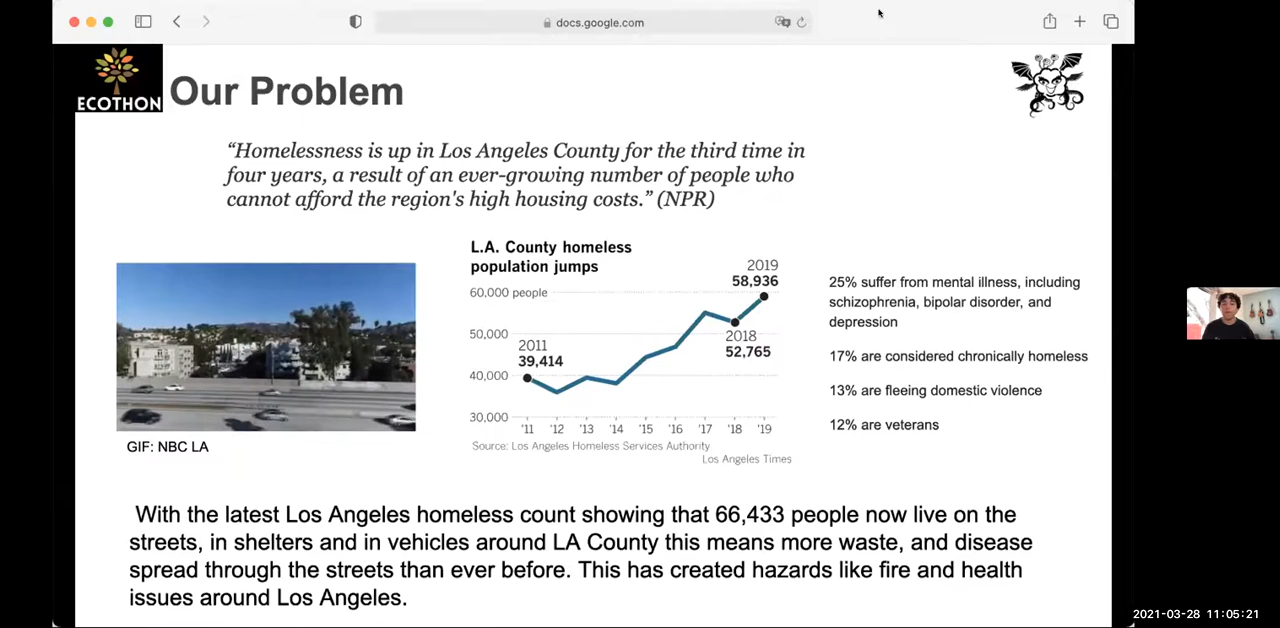 docs.google.com
ECOTHON
Our Problem
“Homelessness is up in Los Angeles County for the third time in
four years, a result of an ever-growing number of people who
cannot afford the region's high housing costs.” (NPR)
GIF: NBC LA
L.A. County homeless
population jumps
2019
58,936
60,000 people
50,000
2018
52,765
2011
39,414
40,000
30,000
'11 '12 '13 '14 '15 '16 '17 '18 '19
Source: Los Angeles Homeless Services Authority
Los Angeles Times
25% suffer from mental illness, including
schizophrenia, bipolar disorder, and
depression
17% are considered chronically homeless
13% are fleeing domestic violence
12% are veterans
With the latest Los Angeles homeless count showing that 66,433 people now live on the
streets, in shelters and in vehicles around LA County this means more waste, and disease
spread through the streets than ever before. This has created hazards like fire and health
issues around Los Angeles.
2021-03-28 11:05:21